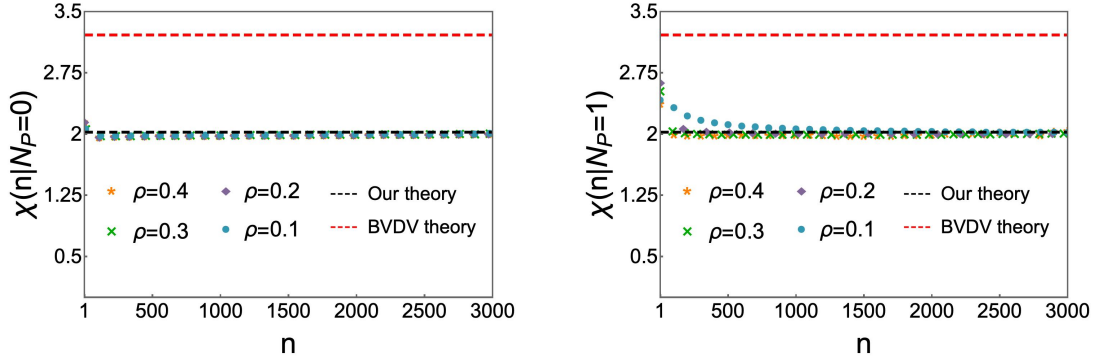 3.5
2.75
2
1.25
0.5
χ(n|N_P=0)
ρ=0.4
ρ=0.2
Our theory
ρ=0.3
ρ=0.1
BVDV theory
1 500 1000 1500 2000 2500 3000
n
3.5
2.75
2
1.25
0.5
χ(n|N_P=1)
ρ=0.4
ρ=0.2
Our theory
ρ=0.3
ρ=0.1
BVDV theory
1 500 1000 1500 2000 2500 3000
n